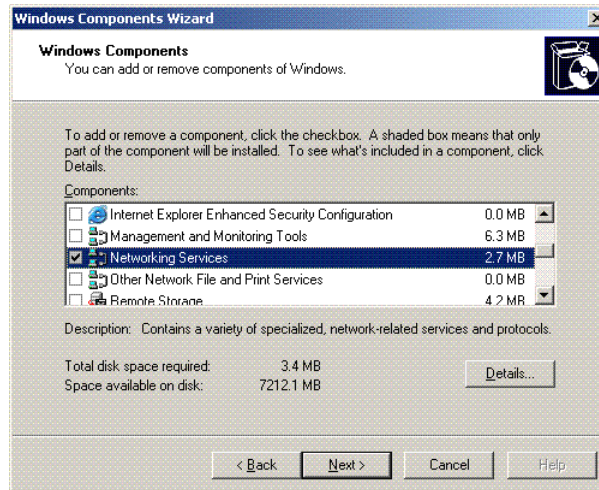 Windows Components Wizard
Windows Components
You can add or remove components of Windows.
To add or remove a component, click the checkbox. A shaded box means that only
part of the component will be installed. To see what's included in a component, click
Details.
Components:
Internet Explorer Enhanced Security Configuration 0.0 MB
Management and Monitoring Tools 6.3 MB
Networking Services 2.7 MB
Other Network File and Print Services 0.0 MB
Remote Storage 4.2 MB
Description: Contains a variety of specialized, network-related services and protocols.
Total disk space required: 3.4 MB
Space available on disk: 7212.1 MB
Details...
< Back Next > Cancel Help